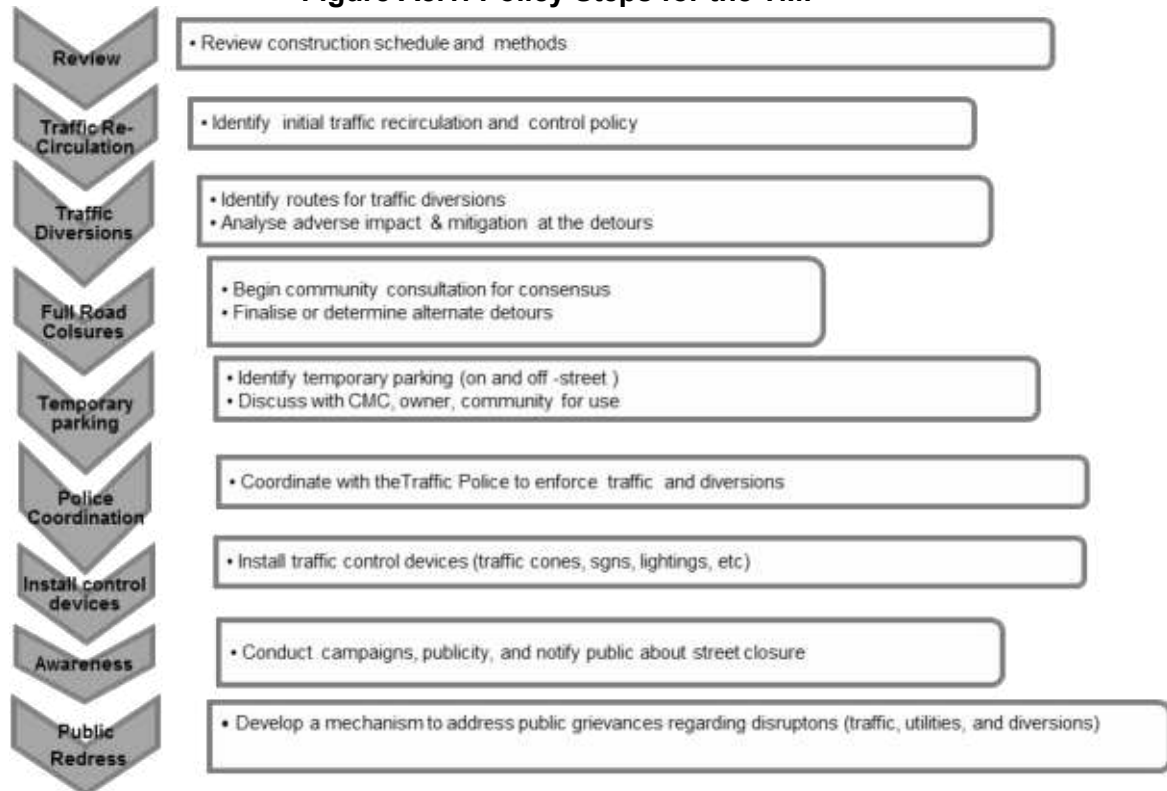 Review
• Review construction schedule and methods
Traffic Re-
Circulation
• Identify initial traffic recirculation and control policy
Traffic
Diversions
• Identify routes for traffic diversions
• Analyse adverse impact & mitigation at the detours
Full Road
Colsures
• Begin community consultation for consensus
• Finalise or determine alternate detours
Temporary
parking
• Identify temporary parking (on and off -street )
• Discuss with CMC, owner, community for use
Police
Coordination
• Coordinate with theTraffic Police to enforce traffic and diversions
Install control
devices
• Install traffic control devices (traffic cones, sgns, lightings, etc)
Awareness
• Conduct campaigns, publicity, and notify public about street closure
Public
Redress
• Develop a mechanism to address public grievances regarding disruptons (traffic, utilities, and diversions)